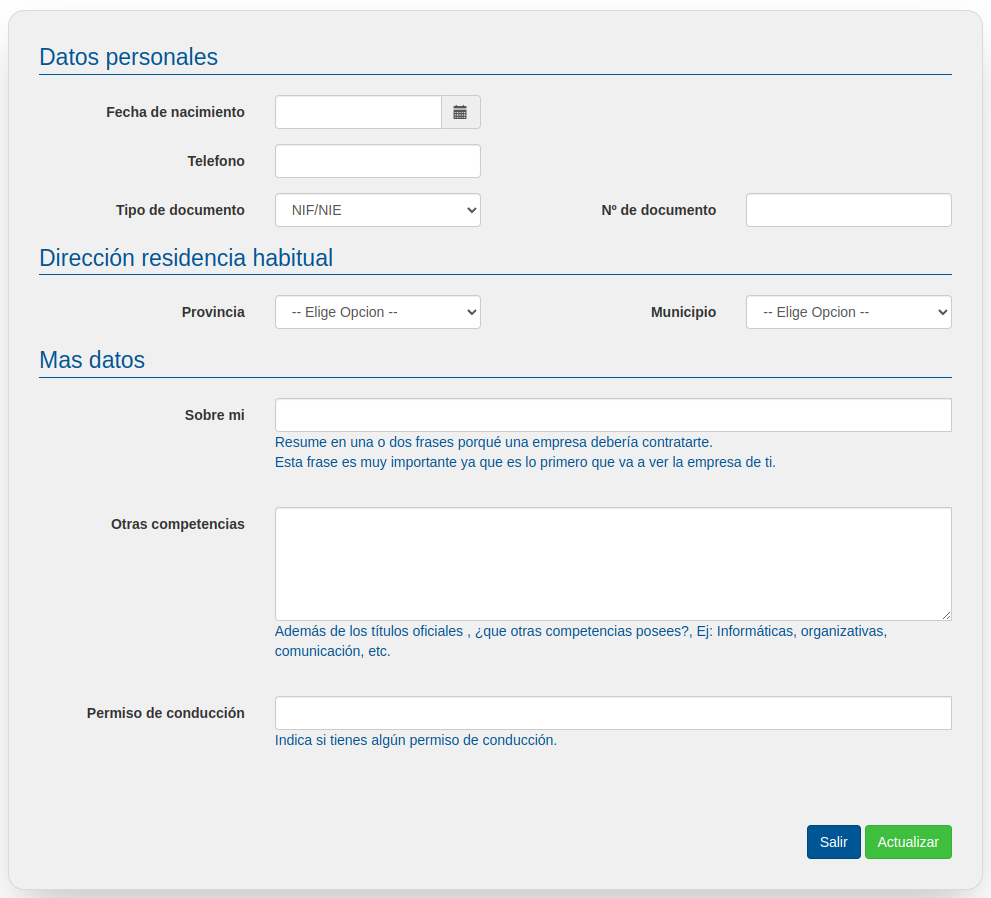 Datos personales
Fecha de nacimiento
Telefono
Tipo de documento NIF/NIE Nº de documento
Dirección residencia habitual
Provincia -- Elige Opcion -- Municipio -- Elige Opcion --
Mas datos
Sobre mi
Resume en una o dos frases porqué una empresa debería contratarte.
Esta frase es muy importante ya que es lo primero que va a ver la empresa de ti.
Otras competencias
Además de los títulos oficiales , ¿que otras competencias posees?, Ej: Informáticas, organizativas,
comunicación, etc.
Permiso de conducción
Indica si tienes algún permiso de conducción.
Salir Actualizar